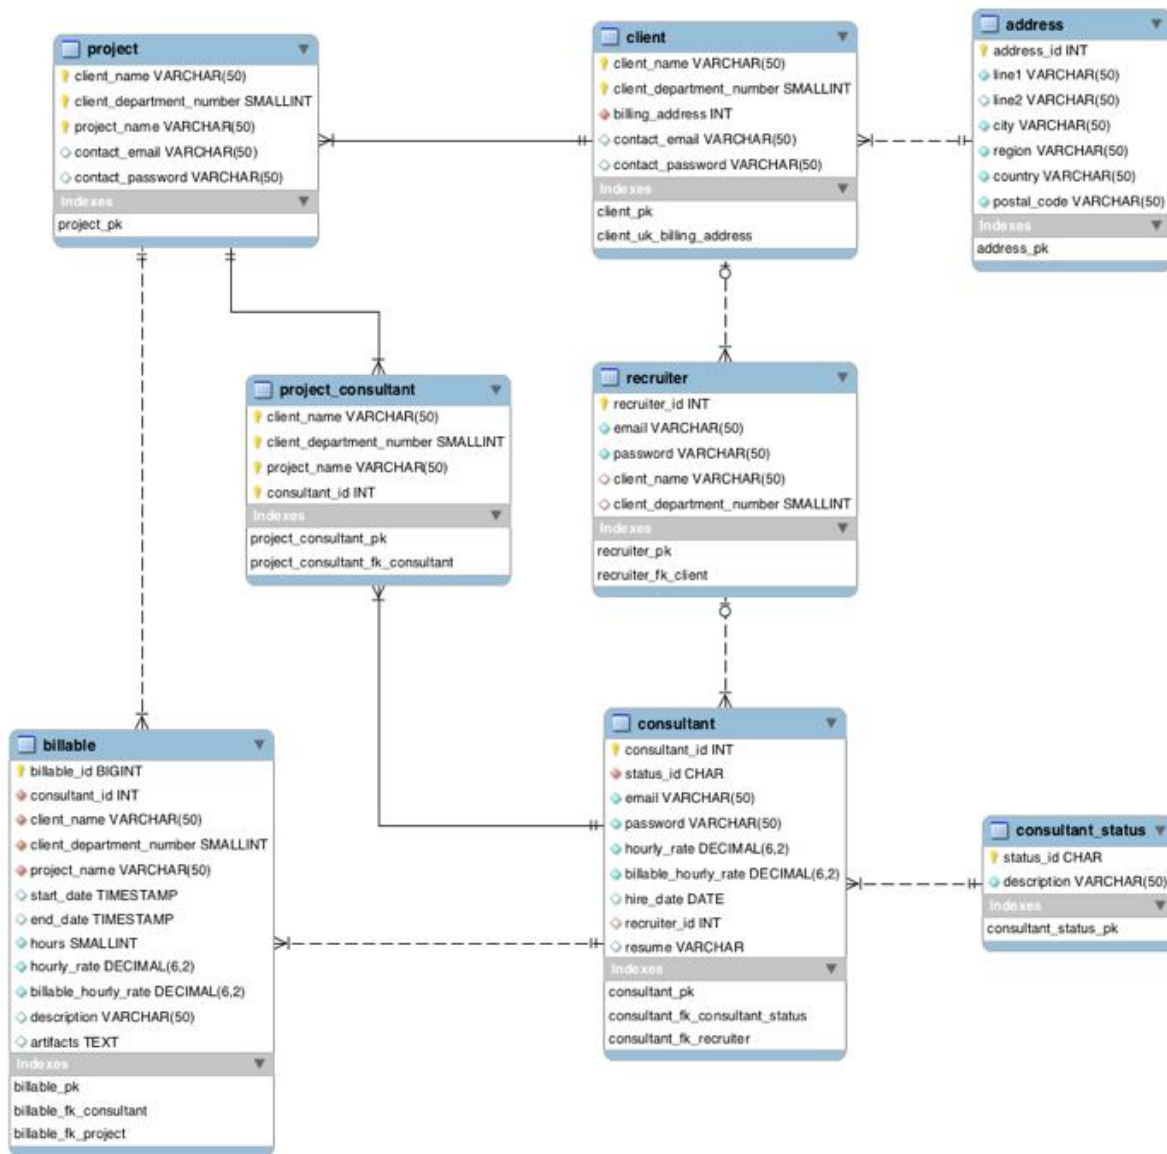 project
client_name VARCHAR(50)
client_department_number SMALLINT
project_name VARCHAR(50)
contact_email VARCHAR(50)
contact_password VARCHAR(50)
Indexes
project_pk
client
client_name VARCHAR(50)
client_department_number SMALLINT
billing_address INT
contact_email VARCHAR(50)
contact_password VARCHAR(50)
Indexes
client_pk
client_uk_billing_address
address
address_id INT
line1 VARCHAR(50)
line2 VARCHAR(50)
city VARCHAR(50)
region VARCHAR(50)
country VARCHAR(50)
postal_code VARCHAR(50)
Indexes
address_pk
project_consultant
client_name VARCHAR(50)
client_department_number SMALLINT
project_name VARCHAR(50)
consultant_id INT
Indexes
project_consultant_pk
project_consultant_fk_consultant
recruiter
recruiter_id INT
email VARCHAR(50)
password VARCHAR(50)
client_name VARCHAR(50)
client_department_number SMALLINT
Indexes
recruiter_pk
recruiter_fk_client
billable
billable_id BIGINT
consultant_id INT
client_name VARCHAR(50)
client_department_number SMALLINT
project_name VARCHAR(50)
start_date TIMESTAMP
end_date TIMESTAMP
hours SMALLINT
hourly_rate DECIMAL(6,2)
billable_hourly_rate DECIMAL(6,2)
description VARCHAR(50)
artifacts TEXT
Indexes
billable_pk
billable_fk_consultant
billable_fk_project
consultant
consultant_id INT
status_id CHAR
email VARCHAR(50)
password VARCHAR(50)
hourly_rate DECIMAL(6,2)
billable_hourly_rate DECIMAL(6,2)
hire_date DATE
recruiter_id INT
resume VARCHAR
Indexes
consultant_pk
consultant_fk_consultant_status
consultant_fk_recruiter
consultant_status
status_id CHAR
description VARCHAR(50)
Indexes
consultant_status_pk